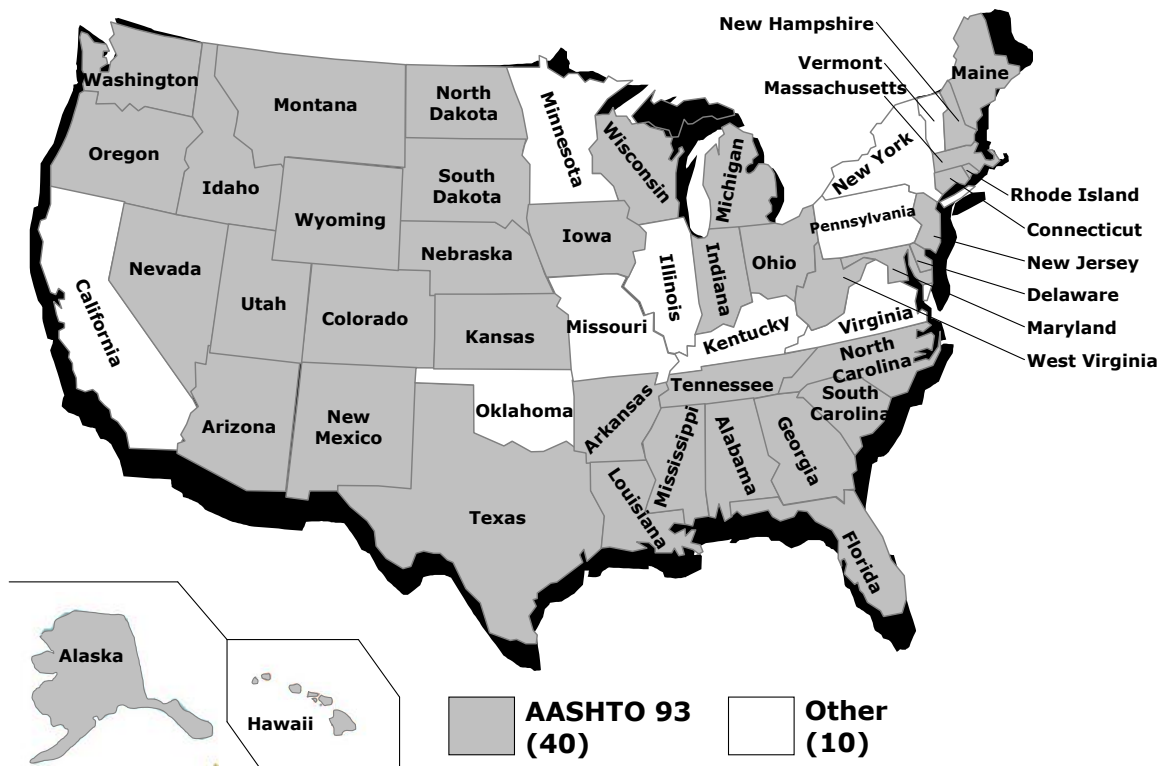 New Hampshire
Vermont
Massachusetts
Maine
Washington
Montana
North
Dakota
Minnesota
Oregon
Idaho
South
Dakota
Wisconsin
Michigan
New York
Rhode Island
Wyoming
Pennsylvania
Connecticut
Nebraska
Iowa
Nevada
Ohio
New Jersey
Illinois
Indiana
Delaware
California
Utah
Colorado
Kansas
Missouri
Kentucky
Virginia
Maryland
West Virginia
North
Carolina
Tennessee
South
Carolina
Arizona
New
Mexico
Oklahoma
Arkansas
Mississippi
Alabama
Georgia
Texas
Louisiana
Florida
Alaska
Hawaii
AASHTO 93
(40)
Other
(10)